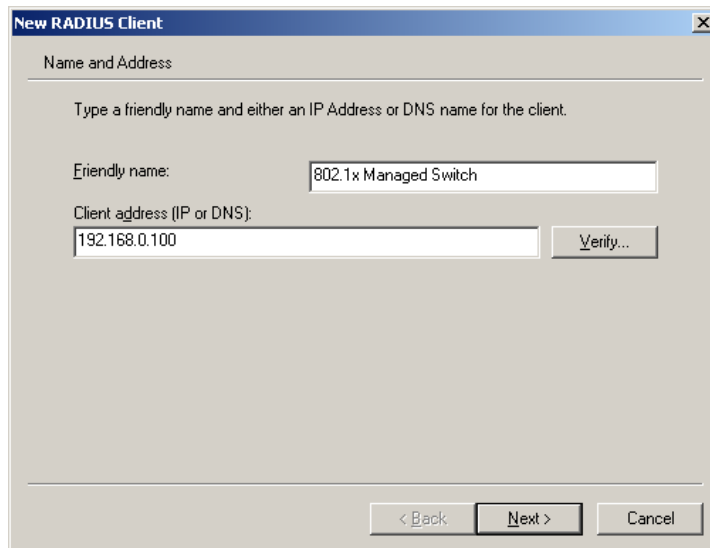 New RADIUS Client
Name and Address
Type a friendly name and either an IP Address or DNS name for the client.
Friendly name:
802.1x Managed Switch
Client address (IP or DNS):
192.168.0.100
Verify...
< Back
Next >
Cancel